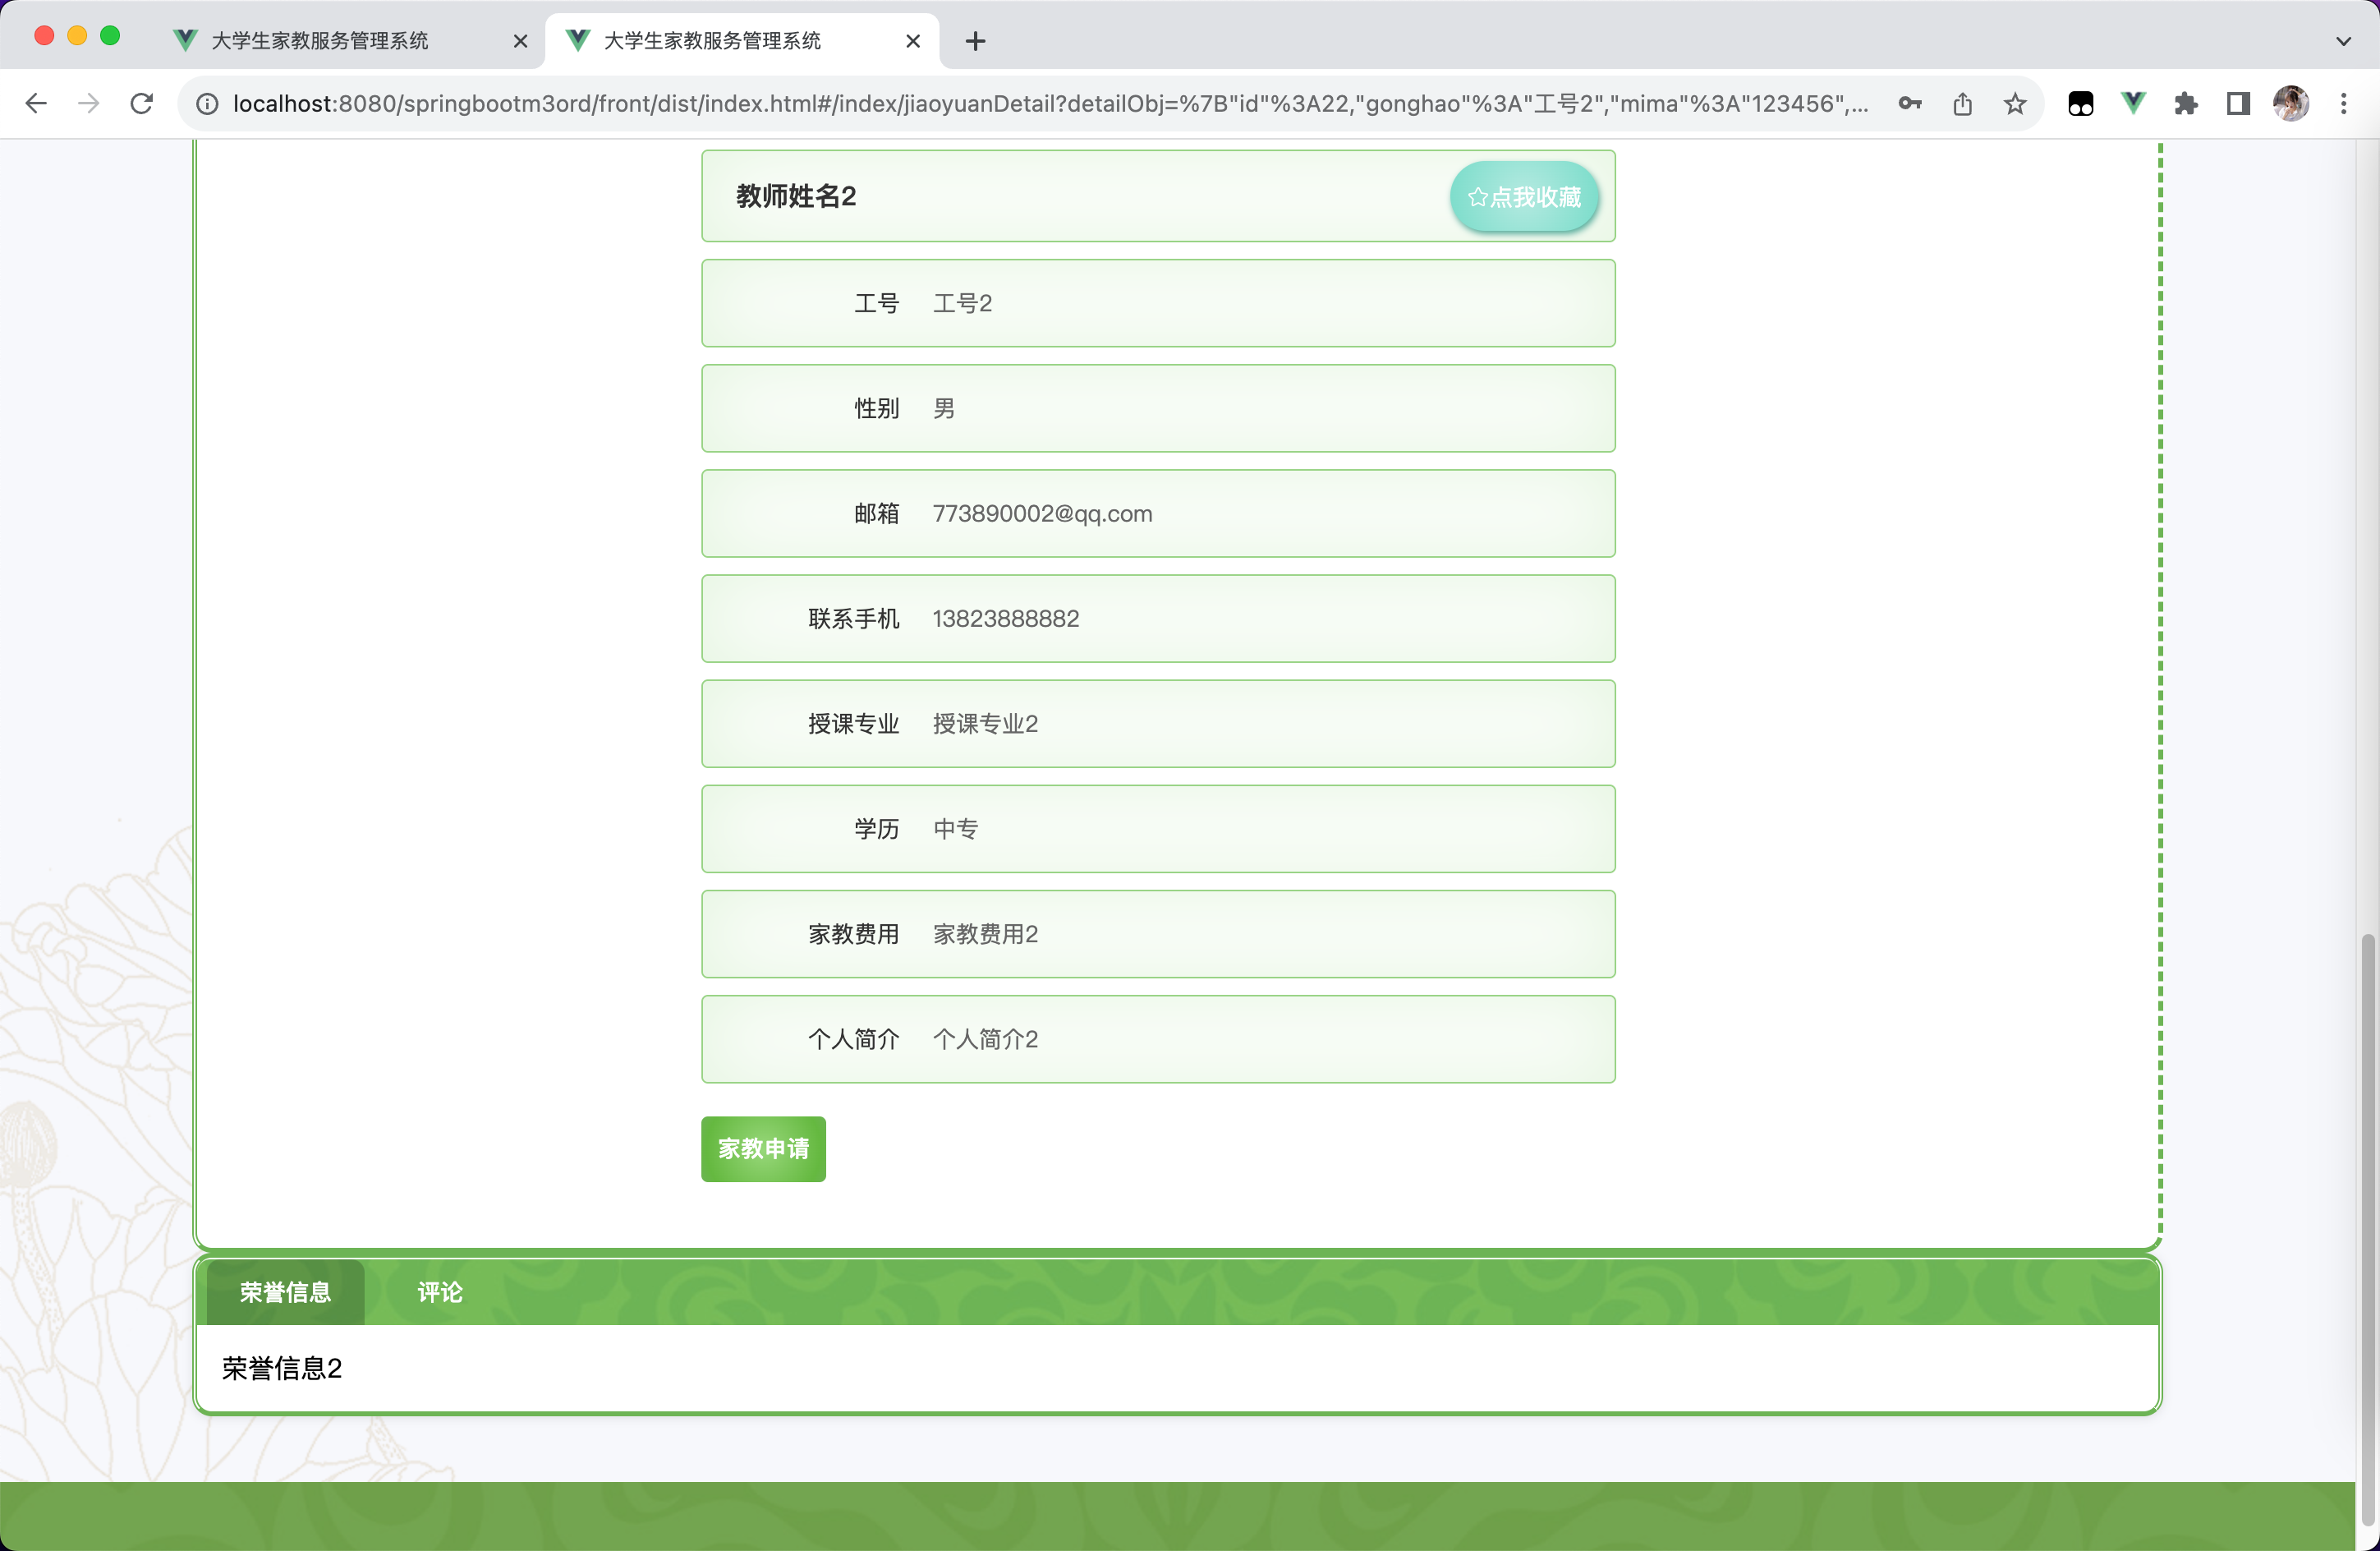 大学生家教服务管理系统
大学生家教服务管理系统
localhost:8080/springbootm3ord/front/dist/index.html#/index/jiaoyuanDetail?detailObj=%7B"id"%3A22,"gonghao"%3A"工号2","mima"%3A"123456",...
教师姓名2
☆点我收藏
工号 工号2
性别 男
邮箱 773890002@qq.com
联系手机 13823888882
授课专业 授课专业2
学历 中专
家教费用 家教费用2
个人简介 个人简介2
家教申请
荣誉信息 评论
荣誉信息2